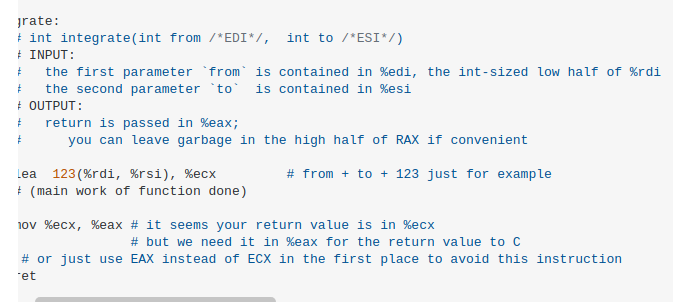 grate:
# int integrate(int from /*EDI*/,  int to /*ESI*/)
# INPUT:
#   the first parameter `from` is contained in %edi, the int-sized low half of %rdi
#   the second parameter `to`  is contained in %esi
# OUTPUT:
#   return is passed in %eax;
#      you can leave garbage in the high half of RAX if convenient
lea  123(%rdi, %rsi), %ecx         # from + to + 123 just for example
# (main work of function done)
mov %ecx, %eax # it seems your return value is in %ecx
# but we need it in %eax for the return value to C
# or just use EAX instead of ECX in the first place to avoid this instruction
ret